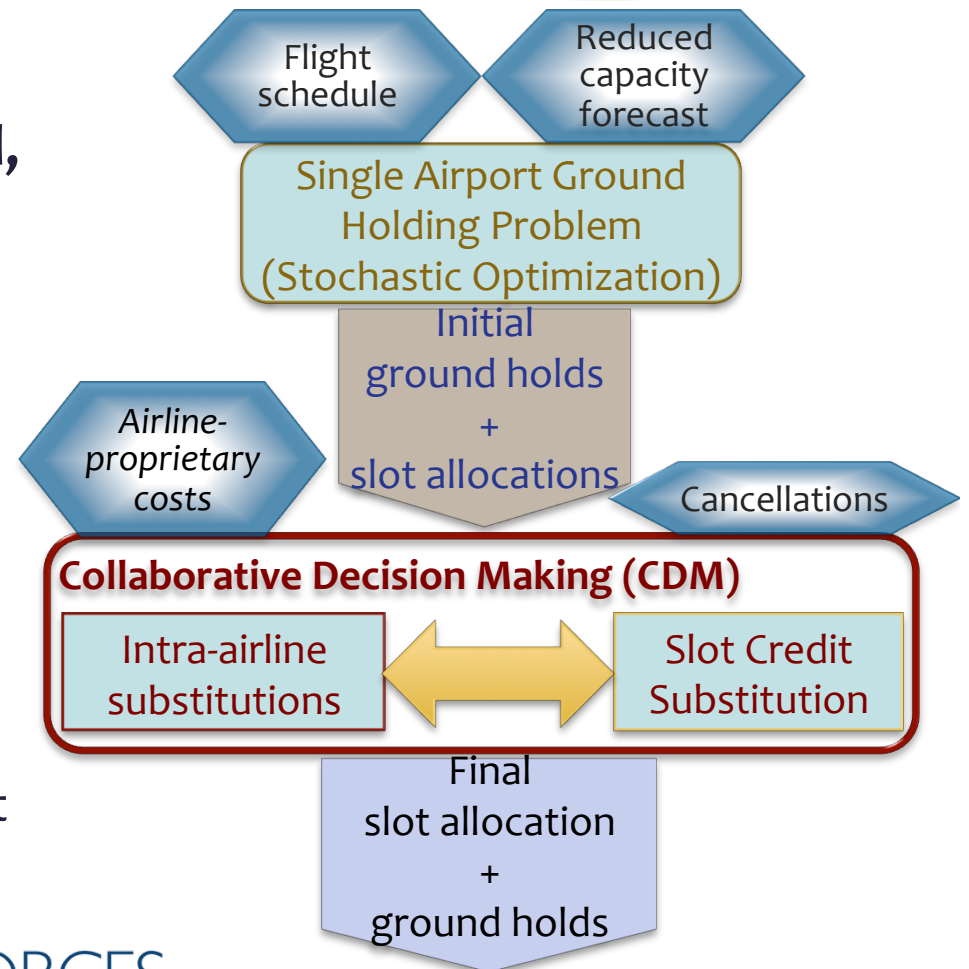 Flight
schedule
Reduced
capacity
forecast
Single Airport Ground
Holding Problem
(Stochastic Optimization)
Initial
ground holds
+
slot allocations
Airline-
proprietary
costs
Cancellations
Collaborative Decision Making (CDM)
Intra-airline
substitutions
Slot Credit
Substitution
Final
slot allocation
+
ground holds